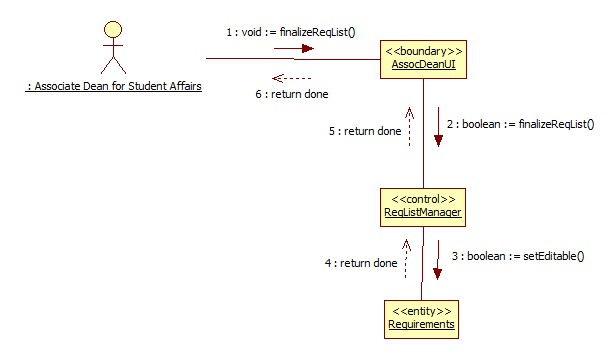 1 : void := finalizeReqList()
<<boundary>>
AssocDeanUI
: Associate Dean for Student Affairs
6 : return done
5 : return done
2 : boolean := finalizeReqList()
<<control>>
ReqListManager
4 : return done
3 : boolean := setEditable()
<<entity>>
Requirements